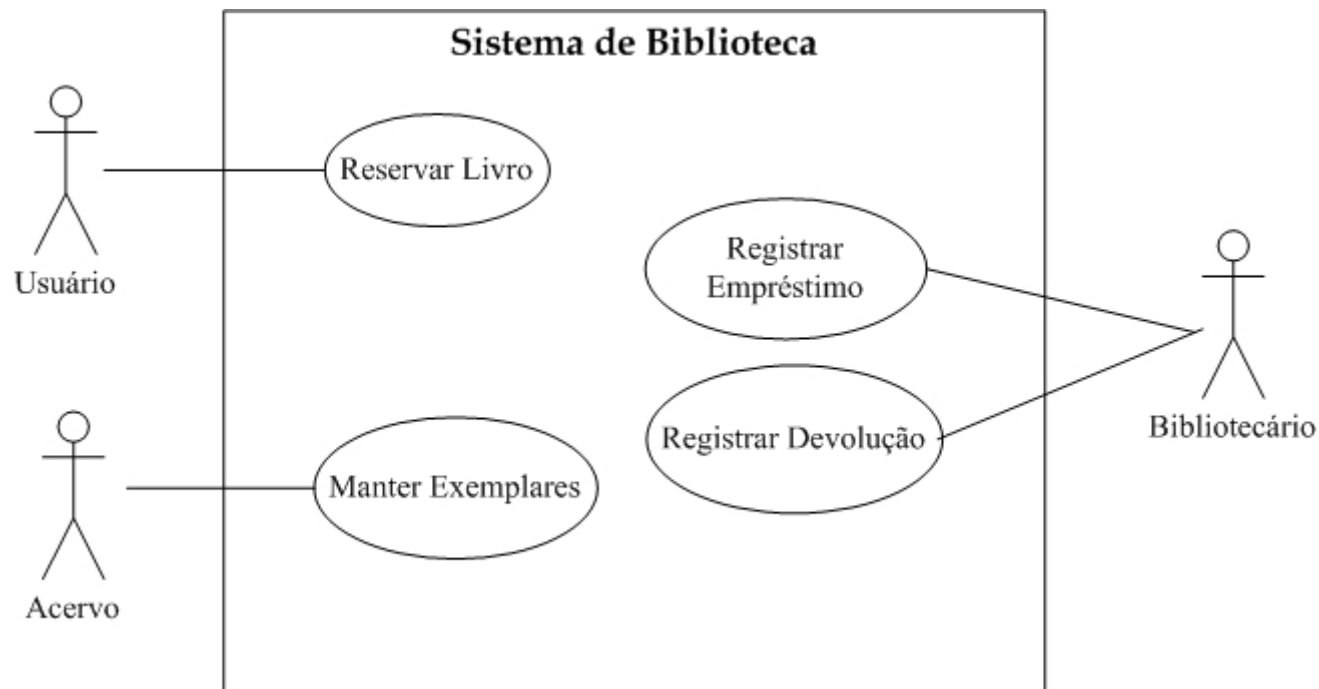 Sistema de Biblioteca
Reservar Livro
Usuário
Registrar
Empréstimo
Registrar Devolução
Bibliotecário
Manter Exemplares
Acervo